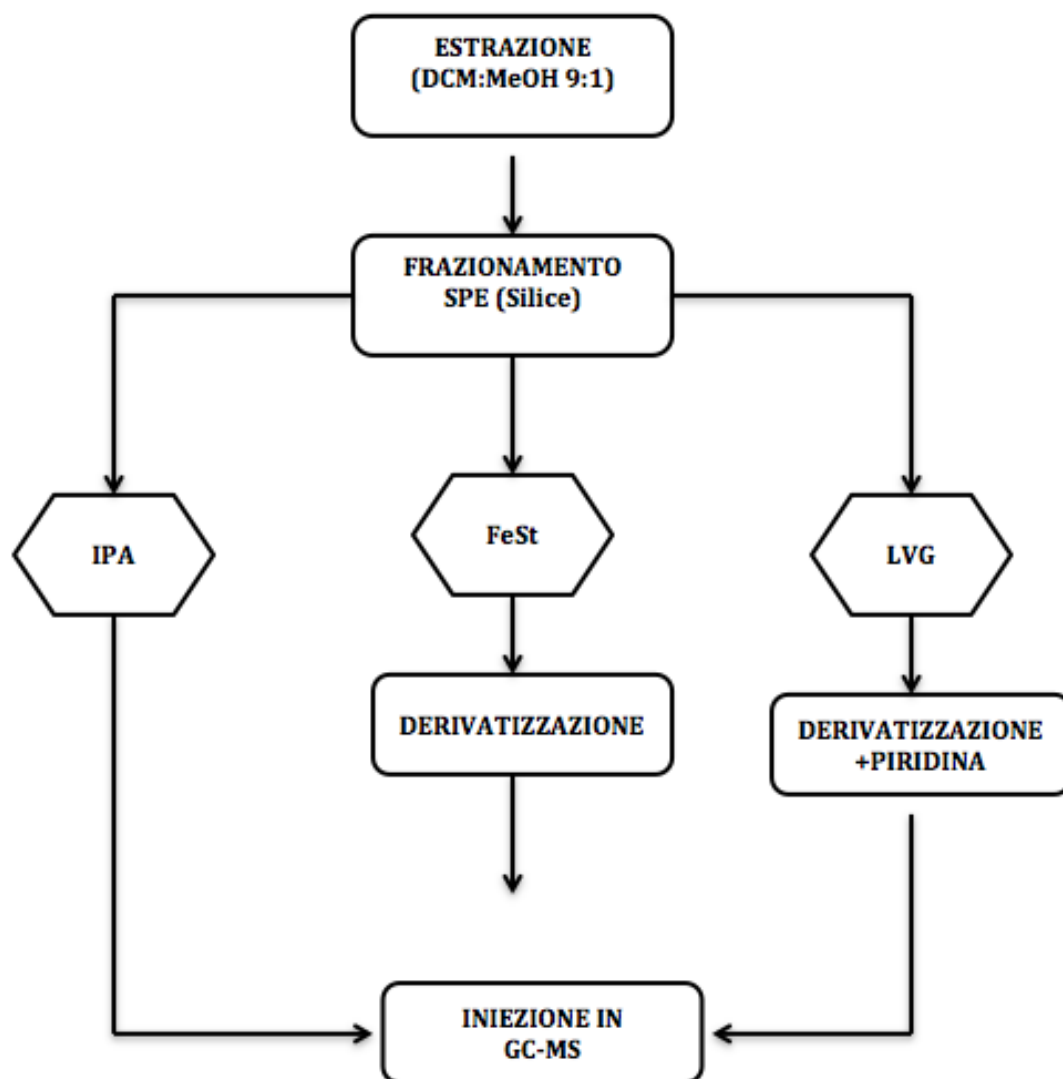 ESTRAZIONE
(DCM:MeOH 9:1)
FRAZIONAMENTO
SPE (Silice)
IPA
FeSt
LVG
DERIVATIZZAZIONE
DERIVATIZZAZIONE
+PIRIDINA
INIEZIONE IN
GC-MS